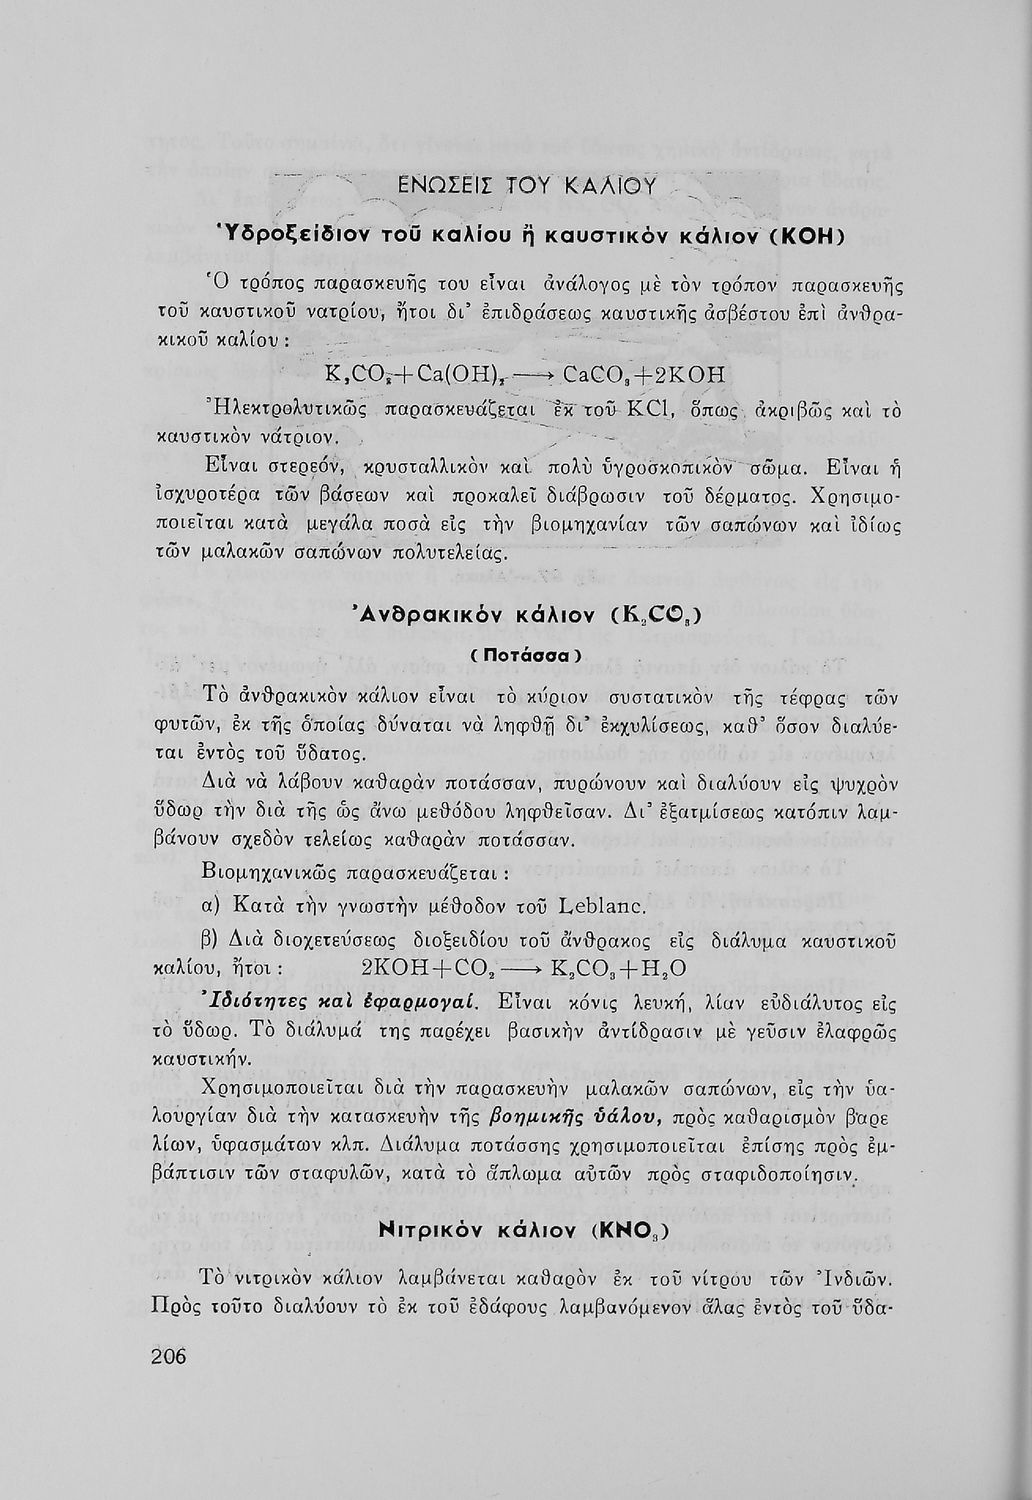 ΕΝΩΣΕΙΣ ΤΟΥ ΚΑΛΙΟΥ
Ὑδροξείδιον τοῦ καλίου ἢ καυστικὸν κάλιον (KOH)
Ὁ τρόπος παρασκευῆς του εἶναι ἀνάλογος μὲ τὸν τρόπον παρασκευῆς
τοῦ καυστικοῦ νατρίου, ἤτοι δι᾽ ἐπιδράσεως καυστικῆς ἀσβέστου ἐπὶ ἀνθρα-
κικοῦ καλίου :
K₂CO₃+Ca(OH)₂ ⟶ CaCO₃+2KOH
Ἠλεκτρολυτικῶς παρασκευάζεται ἐκ τοῦ KCl, ὅπως ἀκριβῶς καὶ τὸ
καυστικὸν νάτριον.
Εἶναι στερεόν, κρυσταλλικὸν καὶ πολὺ ὑγροσκοπικὸν σῶμα. Εἶναι ἡ
ἰσχυροτέρα τῶν βάσεων καὶ προκαλεῖ διάβρωσιν τοῦ δέρματος. Χρησιμο-
ποιεῖται κατὰ μεγάλα ποσὰ εἰς τὴν βιομηχανίαν τῶν σαπώνων καὶ ἰδίως
τῶν μαλακῶν σαπώνων πολυτελείας.
Ἀνθρακικόν κάλιον (K₂CO₃)
( Ποτάσσα )
Τὸ ἀνθρακικὸν κάλιον εἶναι τὸ κύριον συστατικὸν τῆς τέφρας τῶν
φυτῶν, ἐκ τῆς ὁποίας δύναται νὰ ληφθῇ δι᾽ ἐκχυλίσεως, καθ᾽ ὅσον διαλύε-
ται ἐντὸς τοῦ ὕδατος.
Διὰ νὰ λάβουν καθαρὰν ποτάσσαν, πυρώνουν καὶ διαλύουν εἰς ψυχρὸν
ὕδωρ τὴν διὰ τῆς ὡς ἄνω μεθόδου ληφθεῖσαν. Δι᾽ ἐξατμίσεως κατόπιν λαμ-
βάνουν σχεδὸν τελείως καθαρὰν ποτάσσαν.
Βιομηχανικῶς παρασκευάζεται :
α) Κατὰ τὴν γνωστὴν μέθοδον τοῦ Leblanc.
β) Διὰ διοχετεύσεως διοξειδίου τοῦ ἄνθρακος εἰς διάλυμα καυστικοῦ
καλίου, ἤτοι : 2KOH+CO₂ ⟶ K₂CO₃+H₂O
Ἰδιότητες καὶ ἐφαρμογαί. Εἶναι κόνις λευκή, λίαν εὐδιάλυτος εἰς
τὸ ὕδωρ. Τὸ διάλυμά της παρέχει βασικὴν ἀντίδρασιν μὲ γεῦσιν ἐλαφρῶς
καυστικήν.
Χρησιμοποιεῖται διὰ τὴν παρασκευὴν μαλακῶν σαπώνων, εἰς τὴν ὑα-
λουργίαν διὰ τὴν κατασκευὴν τῆς βοημικῆς ὑάλου, πρὸς καθαρισμὸν βαρε
λίων, ὑφασμάτων κλπ. Διάλυμα ποτάσσης χρησιμοποιεῖται ἐπίσης πρὸς ἐμ-
βάπτισιν τῶν σταφυλῶν, κατὰ τὸ ἅπλωμα αὐτῶν πρὸς σταφιδοποίησιν.
Νιτρικόν κάλιον (KNO₃)
Τὸ νιτρικὸν κάλιον λαμβάνεται καθαρὸν ἐκ τοῦ νίτρου τῶν Ἰνδιῶν.
Πρὸς τοῦτο διαλύουν τὸ ἐκ τοῦ ἐδάφους λαμβανόμενον ἅλας ἐντὸς τοῦ ὕδα-
206